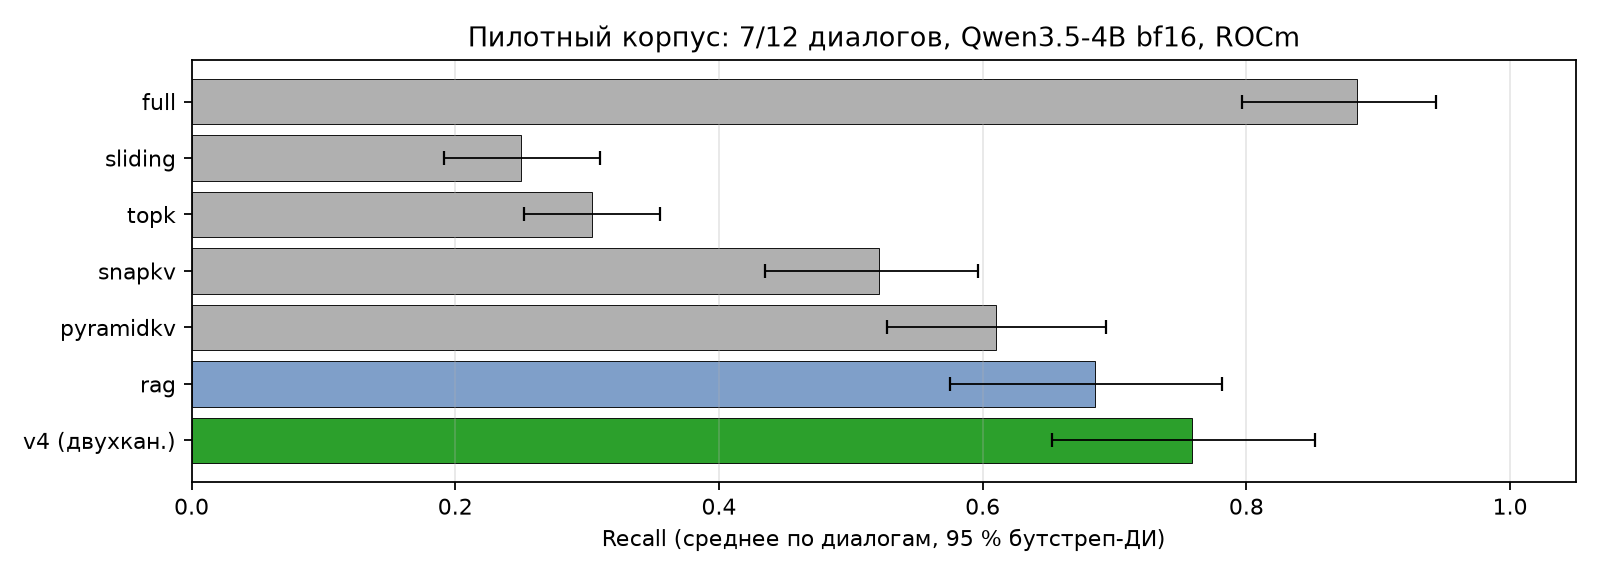 Пилотный корпус: 7/12 диалогов, Qwen3.5-4B bf16, ROCm
full
sliding
topk
snapkv
pyramidkv
rag
v4 (двухкан.)
0.0 0.2 0.4 0.6 0.8 1.0
Recall (среднее по диалогам, 95 % бутстреп-ДИ)